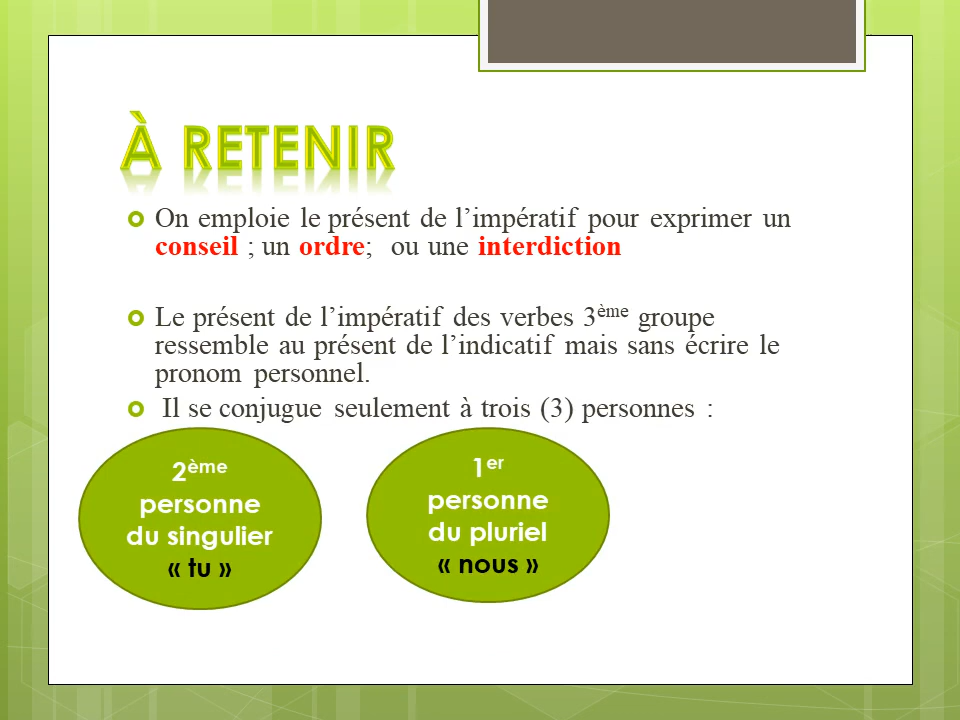 À RETENIR
On emploie le présent de l’impératif pour exprimer un
conseil ; un ordre;  ou une interdiction
Le présent de l’impératif des verbes 3ème groupe
ressemble au présent de l’indicatif mais sans écrire le
pronom personnel.
Il se conjugue seulement à trois (3) personnes :
2ème
personne
du singulier
« tu »
1er
personne
du pluriel
« nous »